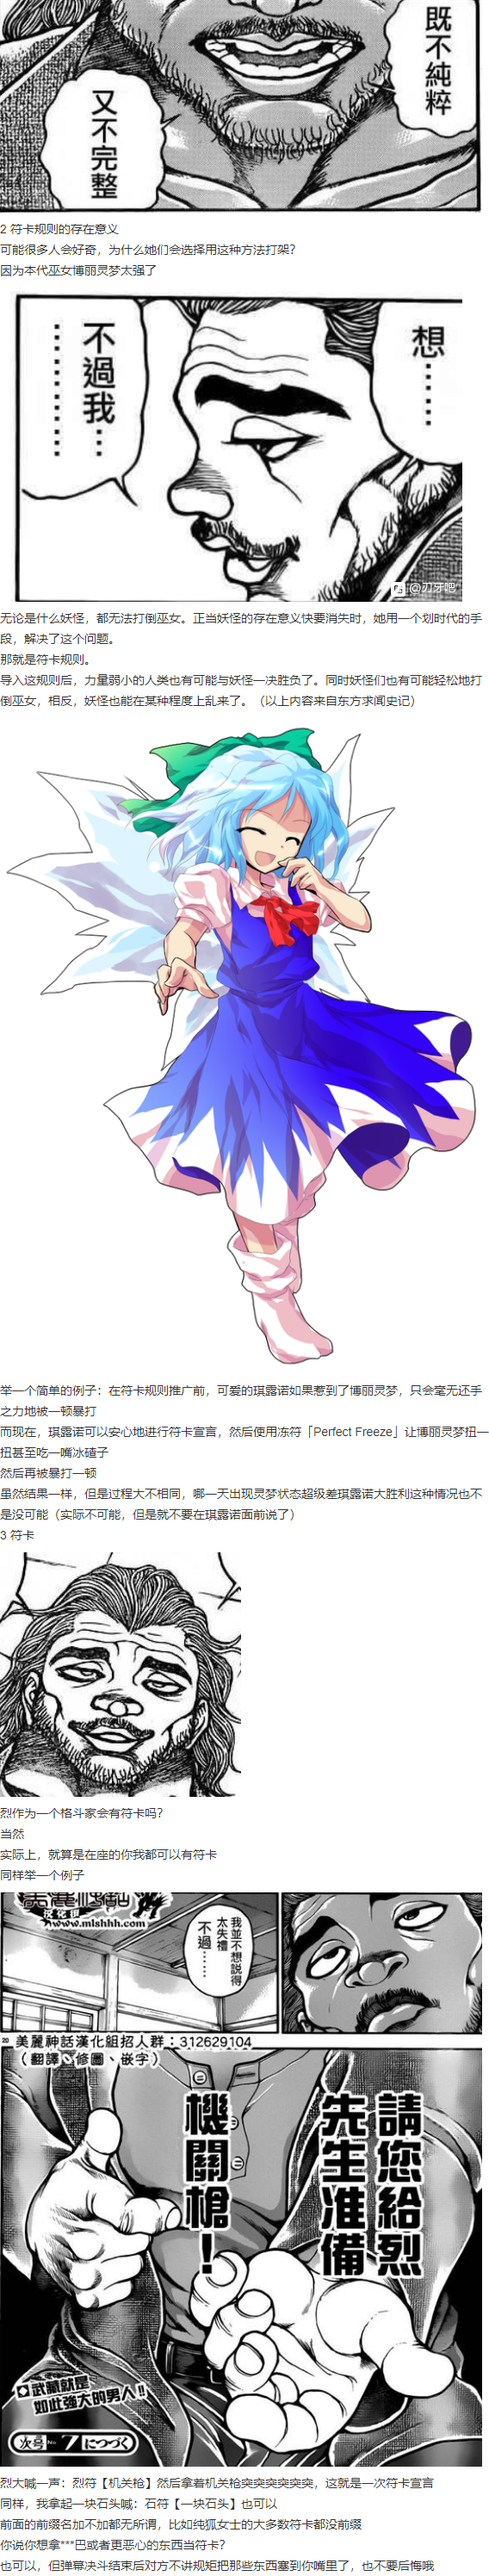 既不純粹
又不完整
2 符卡规则的存在意义
可能很多人会好奇，为什么她们会选择用这种方法打架？
因为本代巫女博丽灵梦太强了
想……
不過我…
………
@刃牙吧
无论是什么妖怪，都无法打倒巫女。正当妖怪的存在意义快要消失时，她用一个划时代的手
段，解决了这个问题。
那就是符卡规则。
导入这规则后，力量弱小的人类也有可能与妖怪一决胜负了。同时妖怪们也有可能轻松地打
倒巫女，相反，妖怪也能在某种程度上乱来了。（以上内容来自东方求闻史记）
举一个简单的例子：在符卡规则推广前，可爱的琪露诺如果惹到了博丽灵梦，只会毫无还手
之力地被一顿暴打
而现在，琪露诺可以安心地进行符卡宣言，然后使用冻符「Perfect Freeze」让博丽灵梦扭一
扭甚至吃一嘴冰碴子
然后再被暴打一顿
虽然结果一样，但是过程大不相同，哪一天出现灵梦状态超级差琪露诺大胜利这种情况也不
是没可能（实际不可能，但是就不要在琪露诺面前说了）
3 符卡
烈作为一个格斗家会有符卡吗？
当然
实际上，就算是在座的你我都可以有符卡
同样举一个例子
www.mlshhh.com
我並不想說得
太失禮
不過……
20 美麗神話漢化組招人群：312629104
（翻譯、修圖、嵌字）
請您給烈
先生准備
機關槍！
武藏就是
如此強大的男人!!
次号No7につづく
烈大喊一声：烈符【机关枪】然后拿着机关枪突突突突突突，这就是一次符卡宣言
同样，我拿起一块石头喊：石符【一块石头】也可以
前面的前缀名加不加都无所谓，比如纯狐女士的大多数符卡都没前缀
你说你想拿***巴或者更恶心的东西当符卡？
也可以，但弹幕决斗结束后对方不讲规矩把那些东西塞到你嘴里了，也不要后悔哦